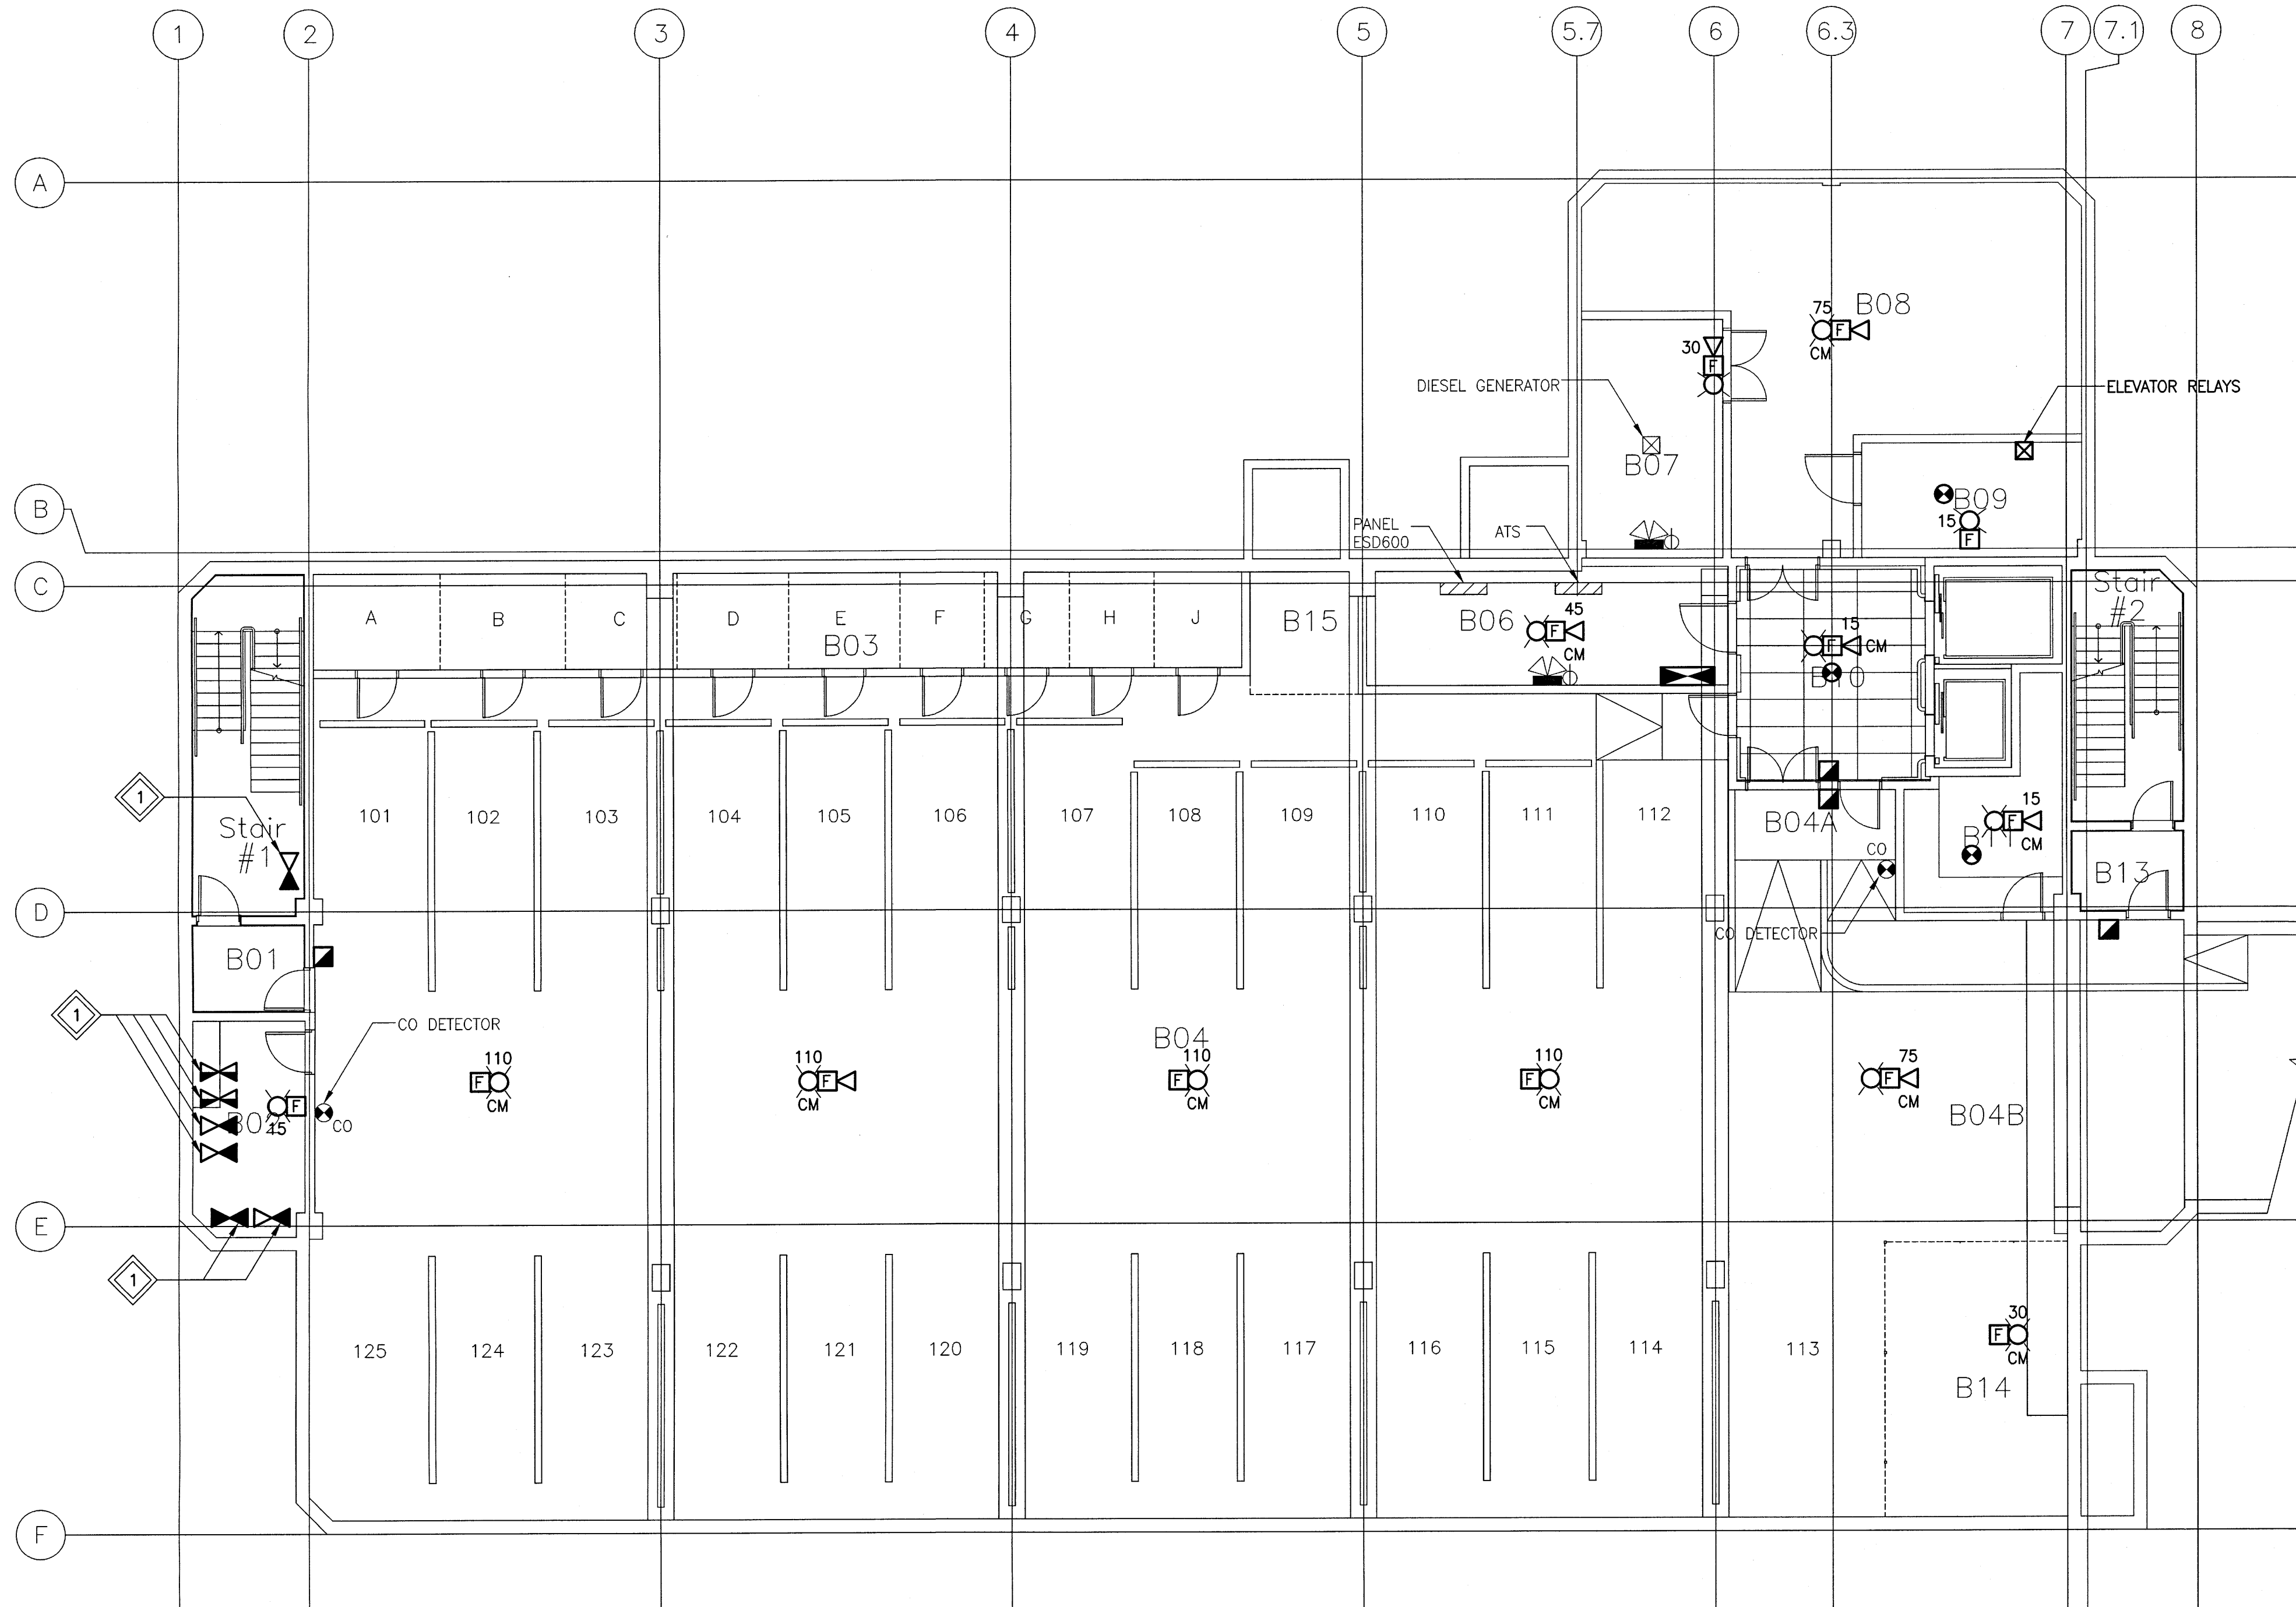 1 2 3 4 5 5.7 6 6.3 7 7.1 8
A
75 B08
CM
F
30
F
DIESEL GENERATOR
ELEVATOR RELAYS
B07
B
B09
15
F
PANEL
ESD600
ATS
C
Stair
#2
A B C D E F G H J
B03
B15
B06
45
F
CM
15
F
CM
B10
1
Stair
#1
101 102 103 104 105 106 107 108 109 110 111 112
B04A
15
F
B11
CM
CO
B13
D
CO DETECTOR
B01
1
CO DETECTOR
B04
110
F
CM
110
F
CM
110
F
CM
110
F
CM
75
F
CM
F
45
CO
B04B
E
1
30
F
CM
125 124 123 122 121 120 119 118 117 116 115 114 113
B14
F